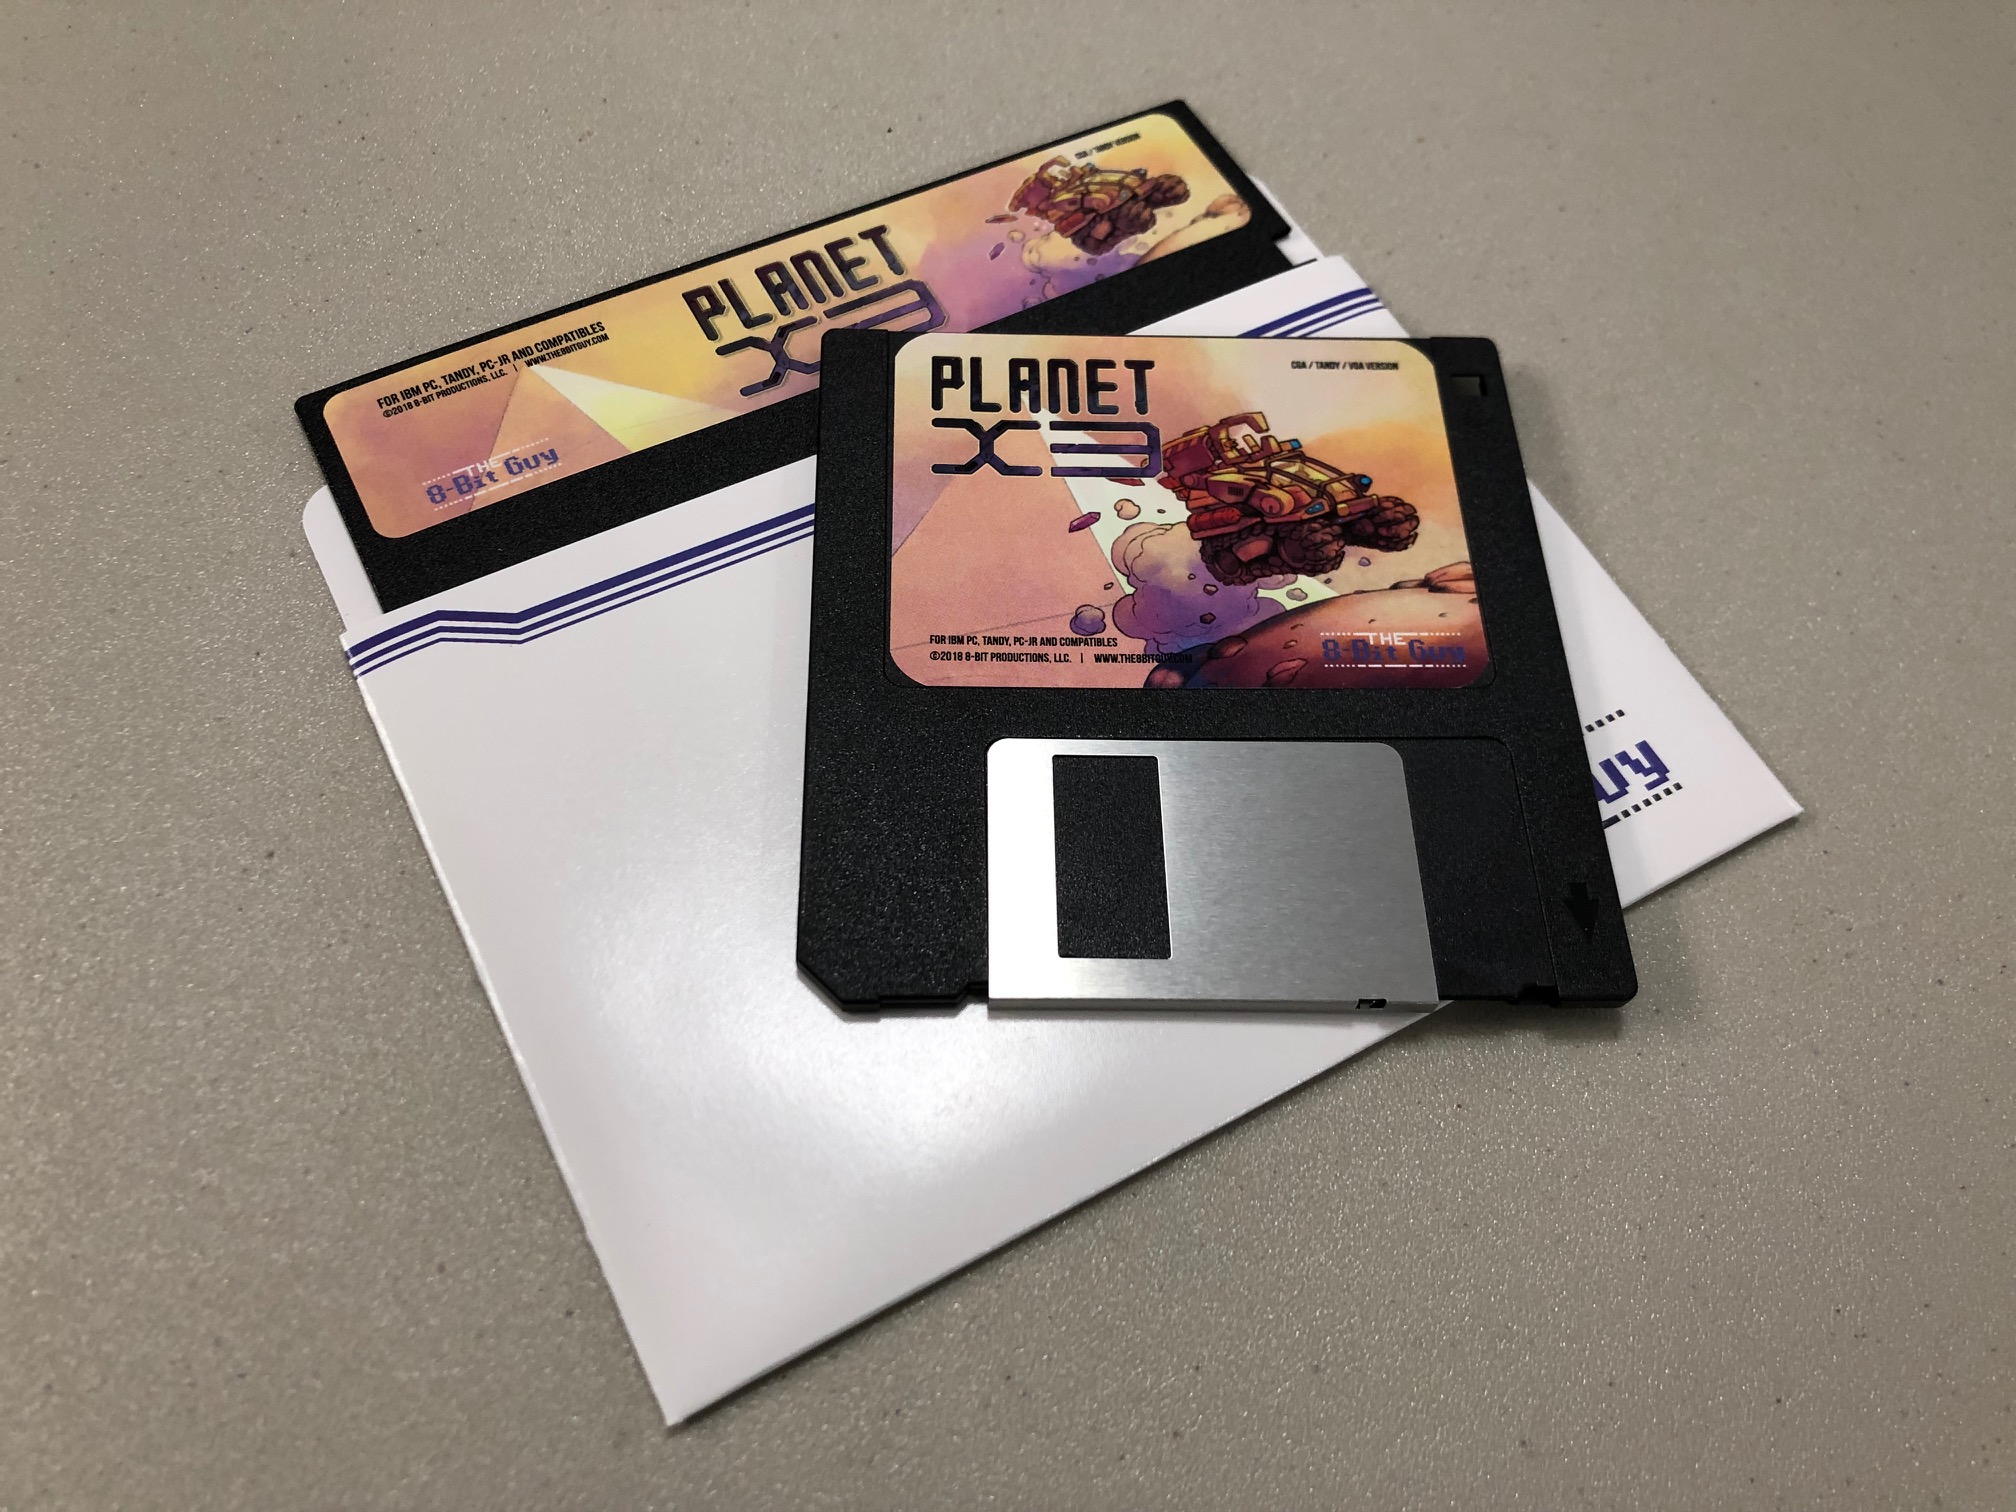 CGA / TANDY VERSION
PLANET
X3
FOR IBM PC, TANDY, PC-JR AND COMPATIBLES
©2018 8-BIT PRODUCTIONS, LLC. | WWW.THE8BITGUY.COM
THE
8-Bit Guy
PLANET
X3
CGA / TANDY / VGA VERSION
FOR IBM PC, TANDY, PC-JR AND COMPATIBLES
©2018 8-BIT PRODUCTIONS, LLC. | WWW.THE8BITGUY.COM
THE
8-Bit Guy
uy